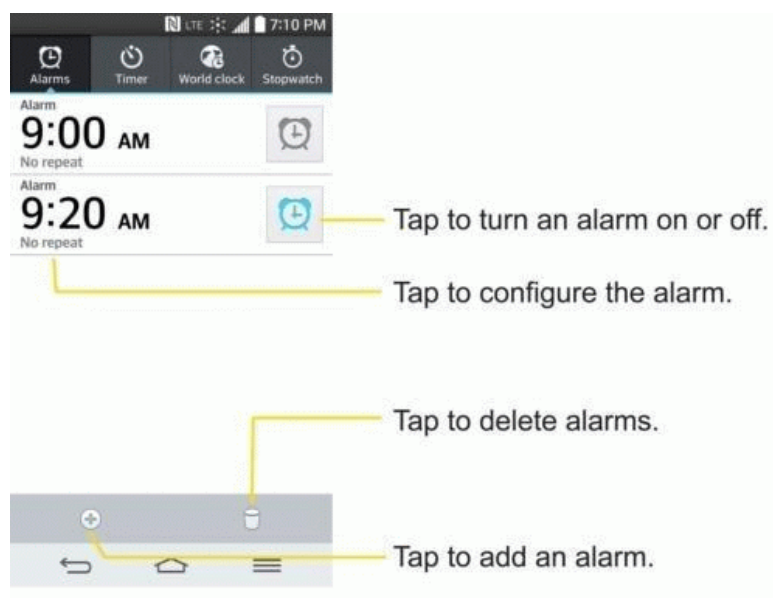 LTE 7:10 PM
Alarms Timer World clock Stopwatch
Alarm
9:00 AM
No repeat
Alarm
9:20 AM
No repeat
Tap to turn an alarm on or off.
Tap to configure the alarm.
Tap to delete alarms.
Tap to add an alarm.